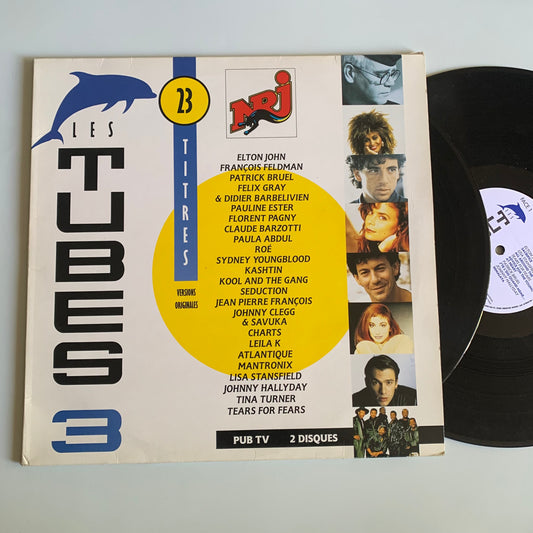 LES
TUBES
3
23
TITRES
VERSIONS
ORIGINALES
NRJ
ELTON JOHN
FRANÇOIS FELDMAN
PATRICK BRUEL
FELIX GRAY
& DIDIER BARBELIVIEN
PAULINE ESTER
FLORENT PAGNY
CLAUDE BARZOTTI
PAULA ABDUL
ROÉ
SYDNEY YOUNGBLOOD
KASHTIN
KOOL AND THE GANG
SEDUCTION
JEAN PIERRE FRANÇOIS
JOHNNY CLEGG
& SAVUKA
CHARTS
LEILA K
ATLANTIQUE
MANTRONIX
LISA STANSFIELD
JOHNNY HALLYDAY
TINA TURNER
TEARS FOR FEARS
PUB TV 2 DISQUES
FACE 1